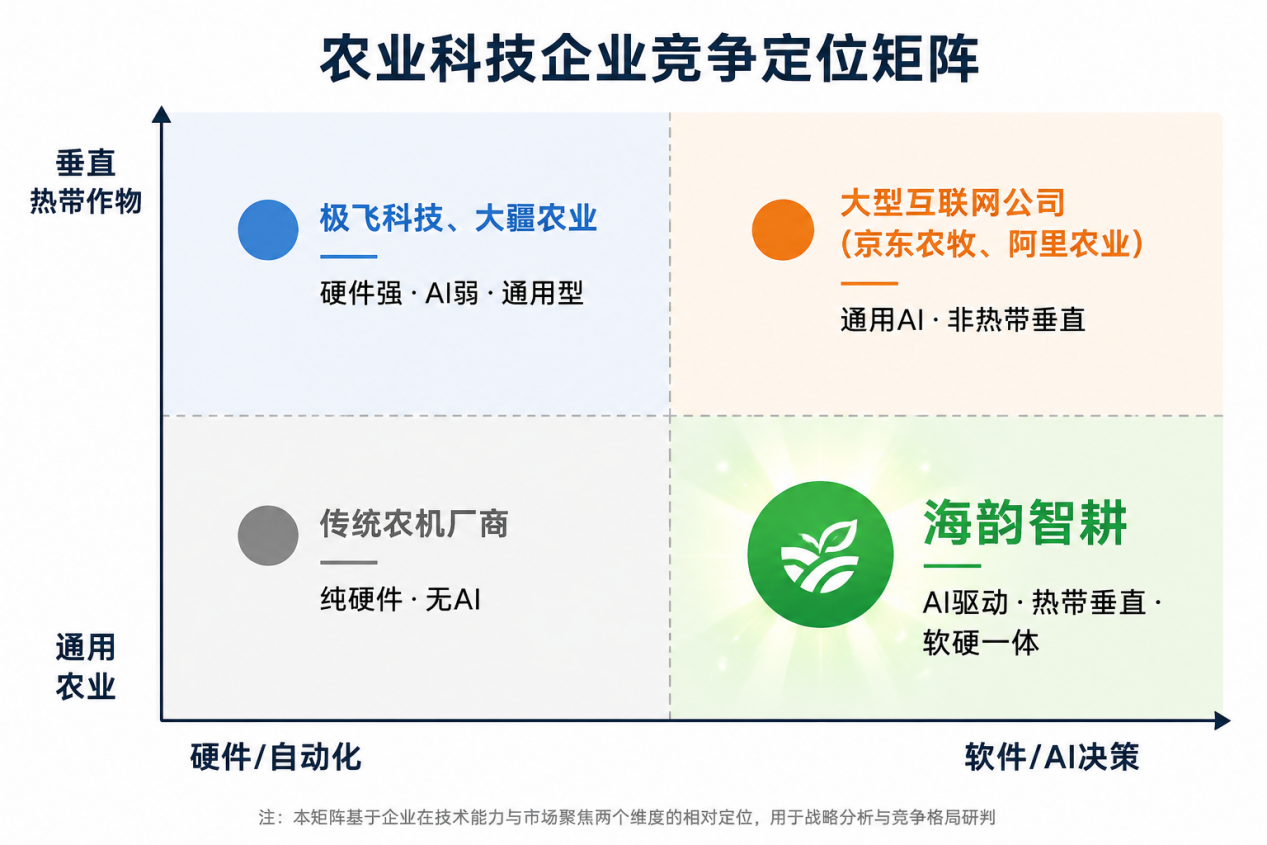 农业科技企业竞争定位矩阵
垂直
热带作物
极飞科技、大疆农业
硬件强 · AI弱 · 通用型
大型互联网公司
(京东农牧、阿里农业)
通用AI · 非热带垂直
传统农机厂商
纯硬件 · 无AI
海韵智耕
AI驱动 · 热带垂直 ·
软硬一体
通用
农业
硬件/自动化
软件/AI决策
注：本矩阵基于企业在技术能力与市场聚焦两个维度的相对定位，用于战略分析与竞争格局研判